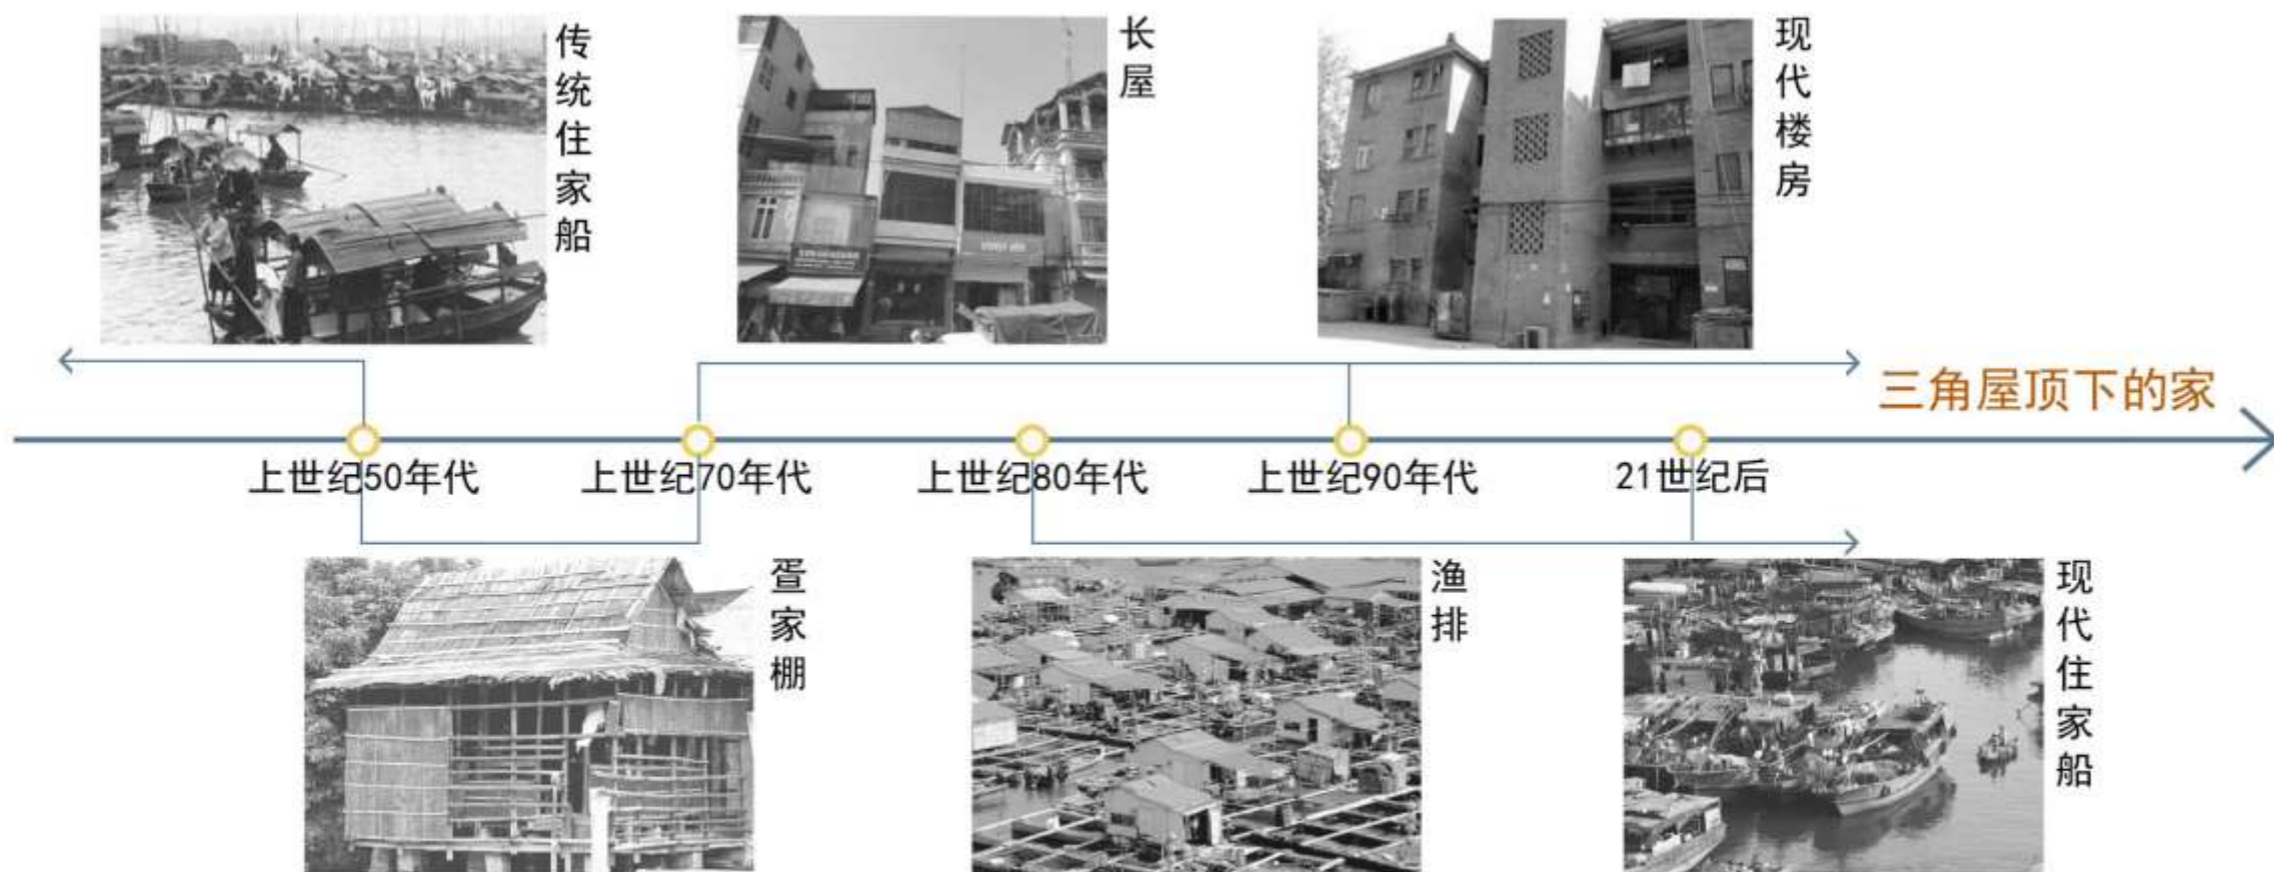 传统住家船
长屋
现代楼房
三角屋顶下的家
上世纪50年代
上世纪70年代
上世纪80年代
上世纪90年代
21世纪后
疍家棚
渔排
现代住家船